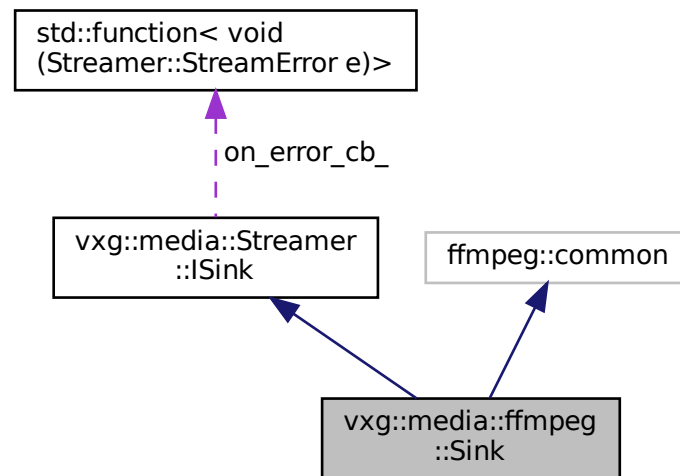 std::function< void
(Streamer::StreamError e)>
on_error_cb_
vxg::media::Streamer
::ISink
ffmpeg::common
vxg::media::ffmpeg
::Sink